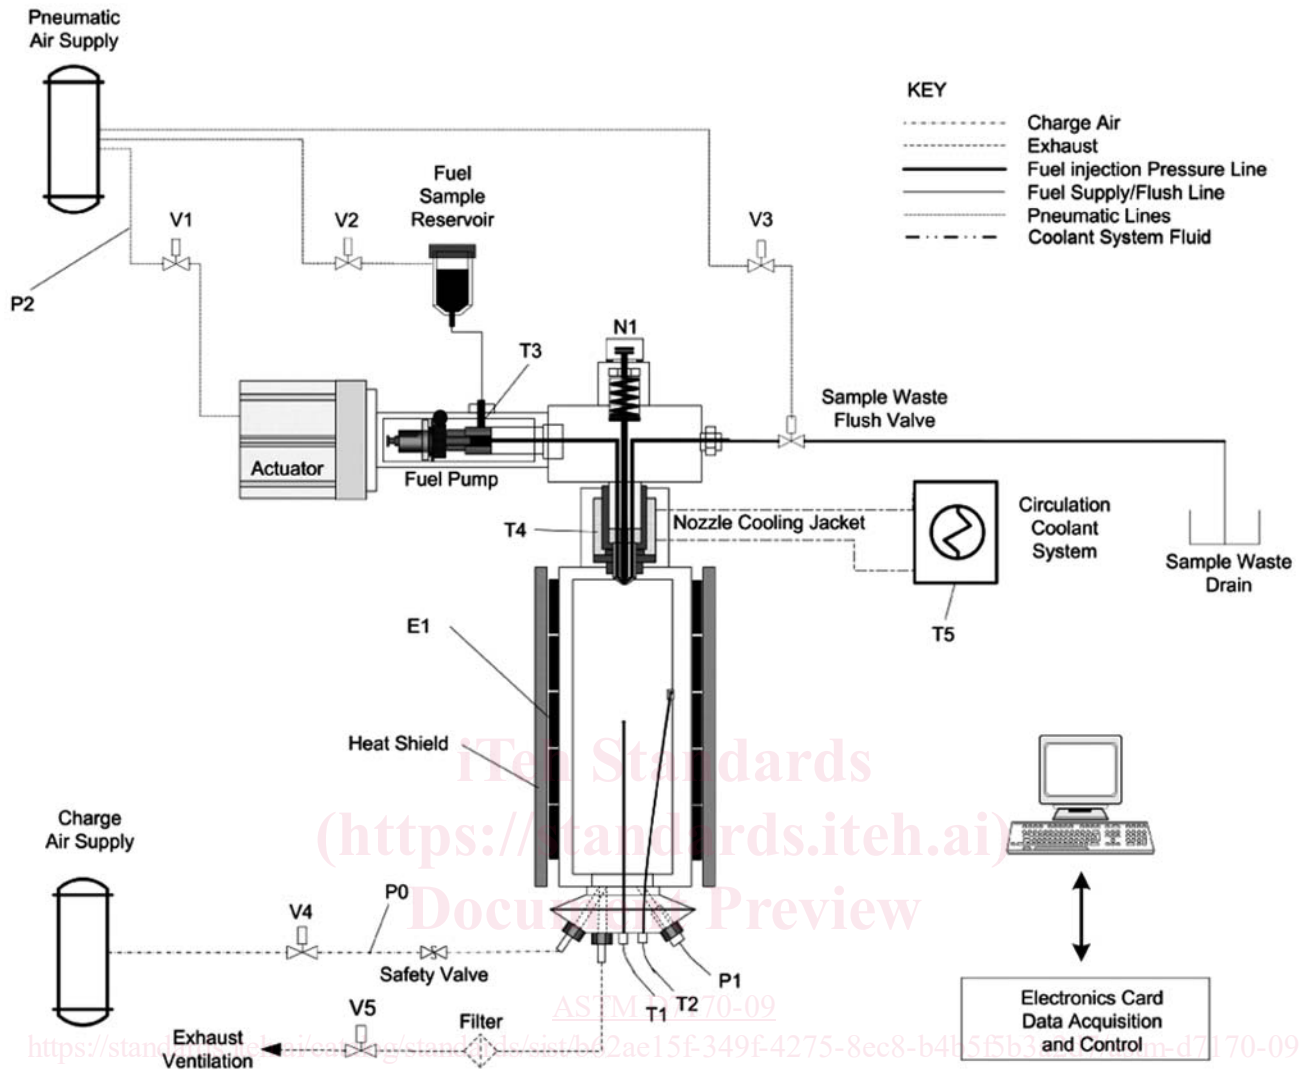 Pneumatic
Air Supply
KEY
Charge Air
Exhaust
Fuel injection Pressure Line
Fuel Supply/Flush Line
Pneumatic Lines
Coolant System Fluid
Fuel
Sample
Reservoir
V1
V2
V3
P2
N1
T3
Sample Waste
Flush Valve
Actuator
Fuel Pump
T4
Nozzle Cooling Jacket
Circulation
Coolant
System
Sample Waste
Drain
T5
E1
Heat Shield
iTeh Standards
(https://standards.iteh.ai)
Document Preview
Charge
Air Supply
V4
P0
Safety Valve
P1
T2
T1
ASTM D7170-09
V5
Filter
Exhaust
Ventilation
Electronics Card
Data Acquisition
and Control